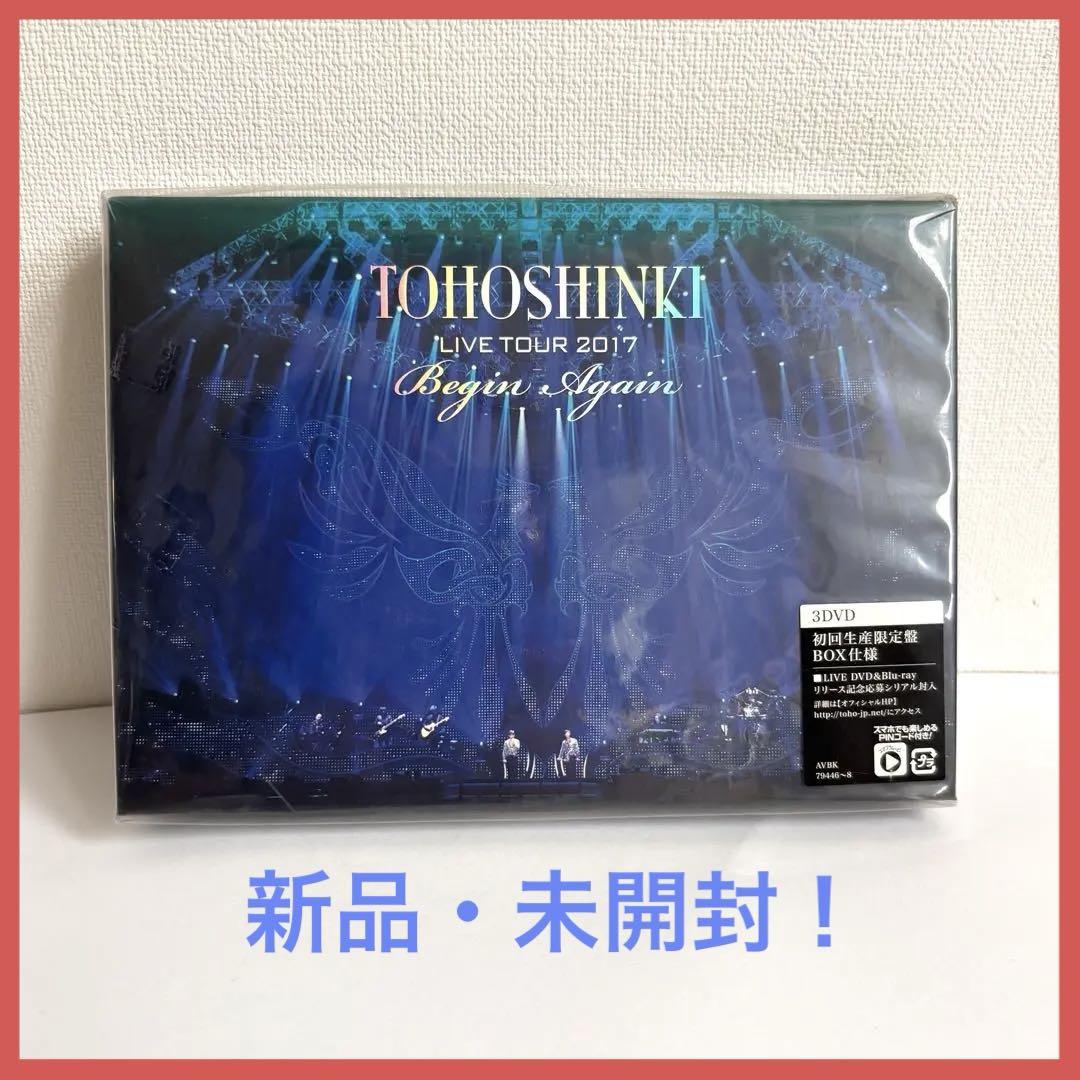 TOHOSHINKI
LIVE TOUR 2017
Begin Again
3DVD
初回生産限定盤
BOX仕様
■LIVE DVD&Blu-ray
リリース記念応募シリアル封入
詳細は【オフィシャルHP】
http://toho-jp.net/にアクセス
スマホでも楽しめる
PINコード付き!
AVBK
79446～8
プラ
新品・未開封！